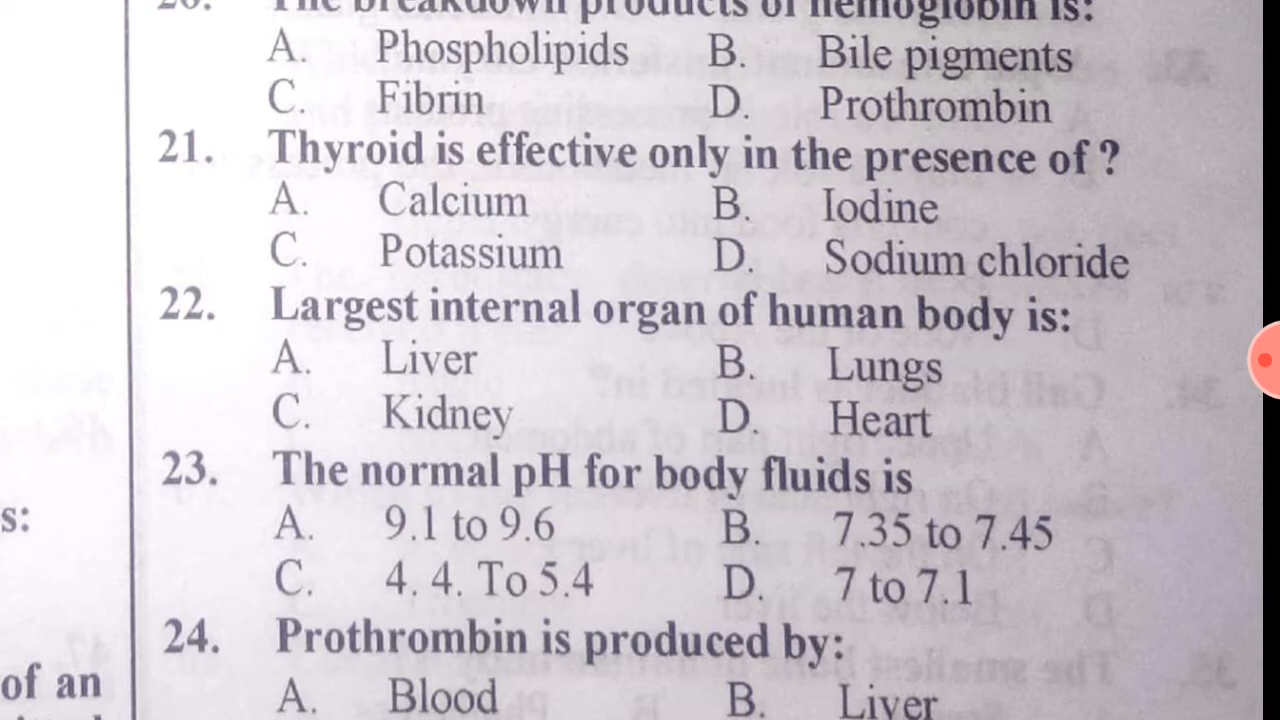 20. The breakdown products of hemoglobin is:
A. Phospholipids B. Bile pigments
C. Fibrin D. Prothrombin
21. Thyroid is effective only in the presence of ?
A. Calcium B. Iodine
C. Potassium D. Sodium chloride
22. Largest internal organ of human body is:
A. Liver B. Lungs
C. Kidney D. Heart
23. The normal pH for body fluids is
A. 9.1 to 9.6 B. 7.35 to 7.45
C. 4. 4. To 5.4 D. 7 to 7.1
24. Prothrombin is produced by:
A. Blood B. Liver
s:
of an